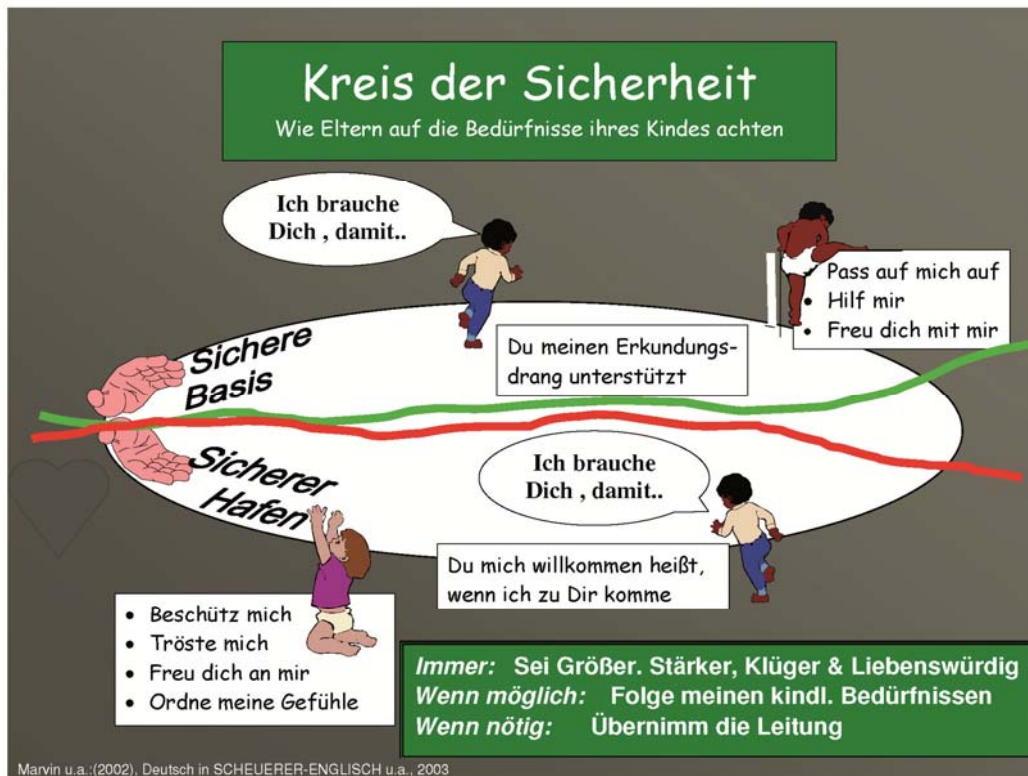 Kreis der Sicherheit
Wie Eltern auf die Bedürfnisse ihres Kindes achten
Ich brauche
Dich , damit..
Pass auf mich auf
• Hilf mir
• Freu dich mit mir
Sichere
Basis
Du meinen Erkundungs-
drang unterstützt
Sicherer
Hafen
Ich brauche
Dich , damit..
Du mich willkommen heißt,
wenn ich zu Dir komme
• Beschütz mich
• Tröste mich
• Freu dich an mir
• Ordne meine Gefühle
Immer: Sei Größer. Stärker, Klüger & Liebenswürdig
Wenn möglich: Folge meinen kindl. Bedürfnissen
Wenn nötig: Übernimm die Leitung
Marvin u.a.:(2002), Deutsch in SCHEUERER-ENGLISCH u.a., 2003